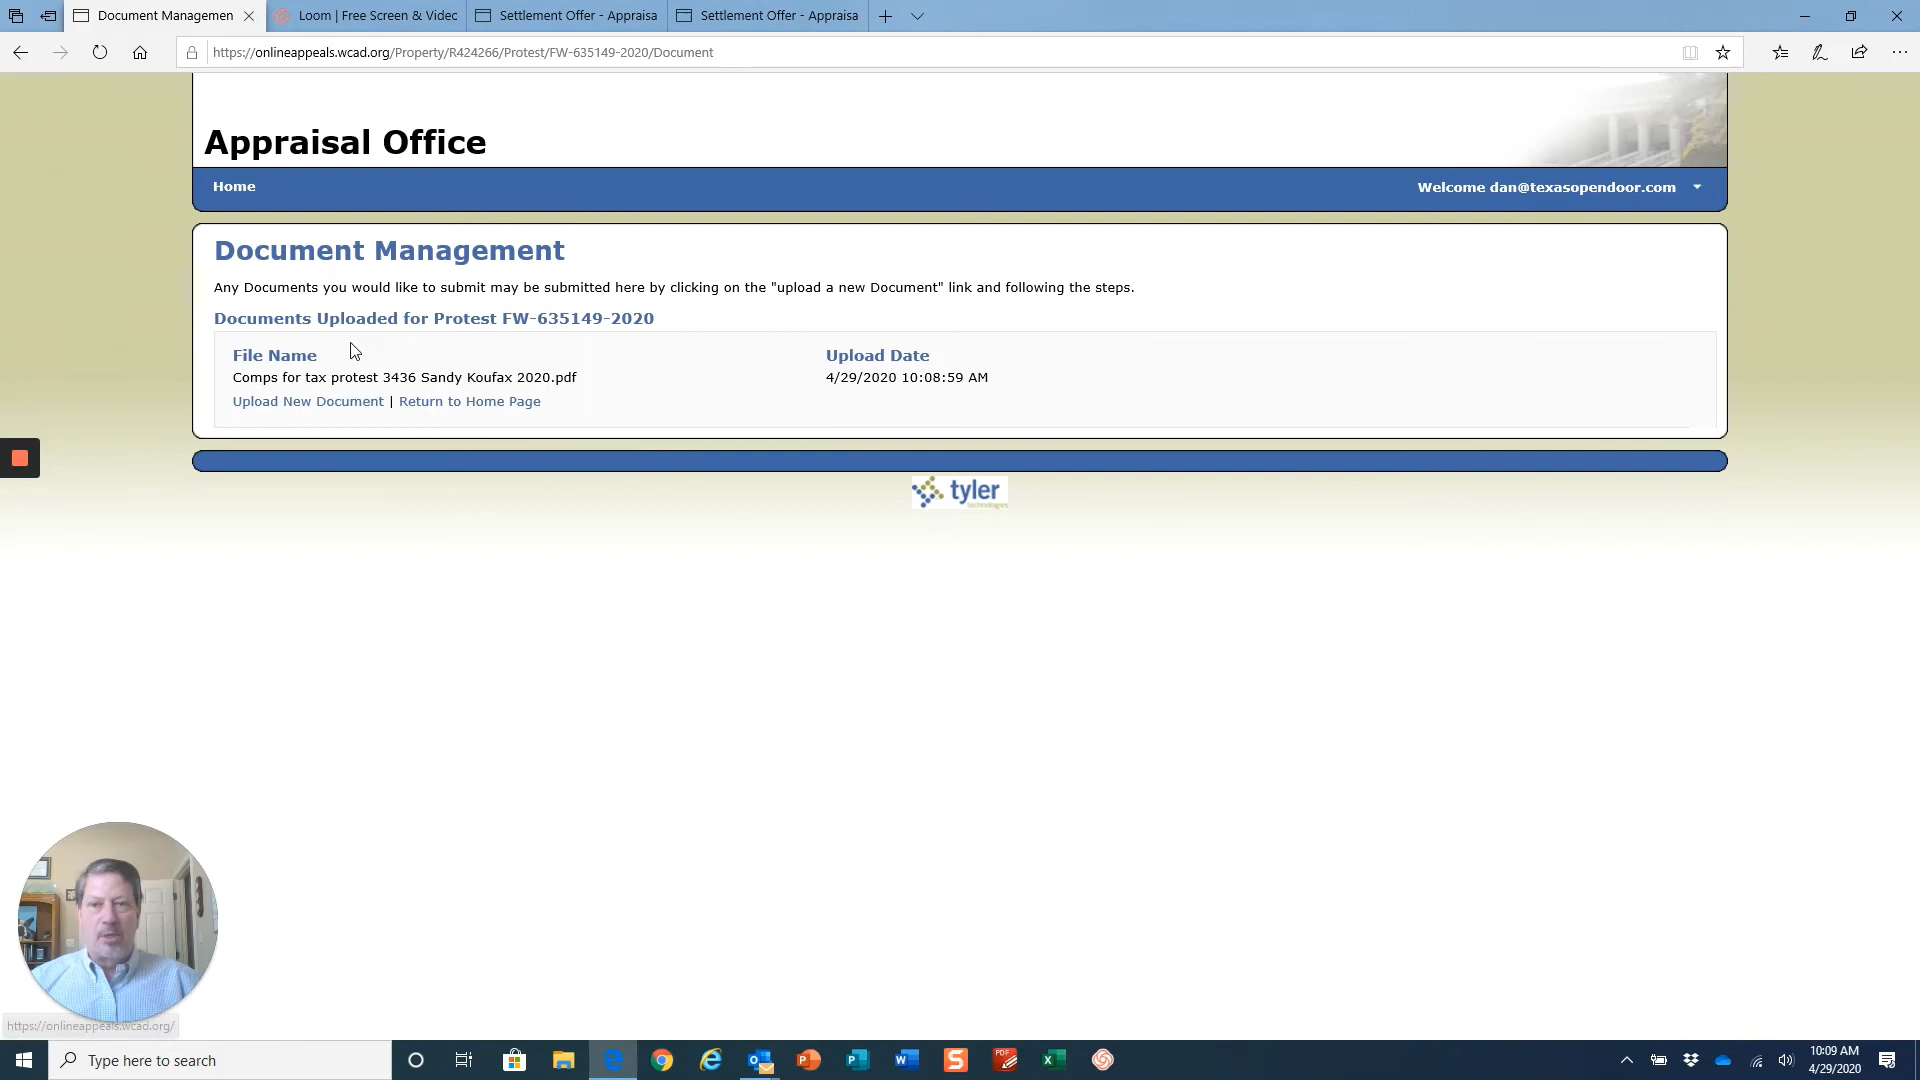 Document Managemen
Loom | Free Screen & Videc
Settlement Offer - Appraisa
Settlement Offer - Appraisa
https://onlineappeals.wcad.org/Property/R424266/Protest/FW-635149-2020/Document
Appraisal Office
Home
Welcome dan@texasopendoor.com
Document Management
Any Documents you would like to submit may be submitted here by clicking on the "upload a new Document" link and following the steps.
Documents Uploaded for Protest FW-635149-2020
File Name
Upload Date
Comps for tax protest 3436 Sandy Koufax 2020.pdf
4/29/2020 10:08:59 AM
Upload New Document | Return to Home Page
tyler
technologies
https://onlineappeals.wcad.org/
Type here to search
10:09 AM
4/29/2020